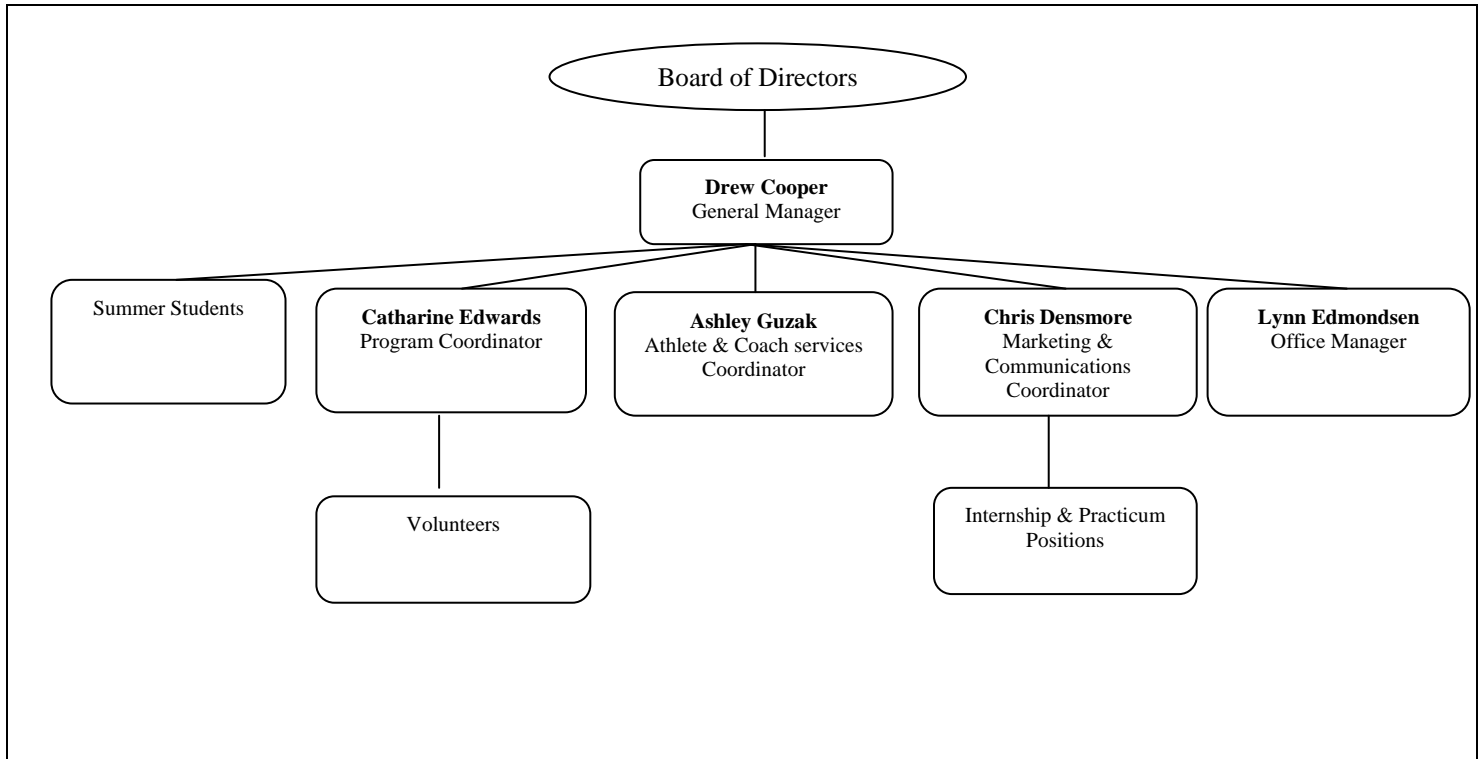 Board of Directors
Drew Cooper
General Manager
Summer Students
Catharine Edwards
Program Coordinator
Ashley Guzak
Athlete & Coach services
Coordinator
Chris Densmore
Marketing &
Communications
Coordinator
Lynn Edmondsen
Office Manager
Volunteers
Internship & Practicum
Positions